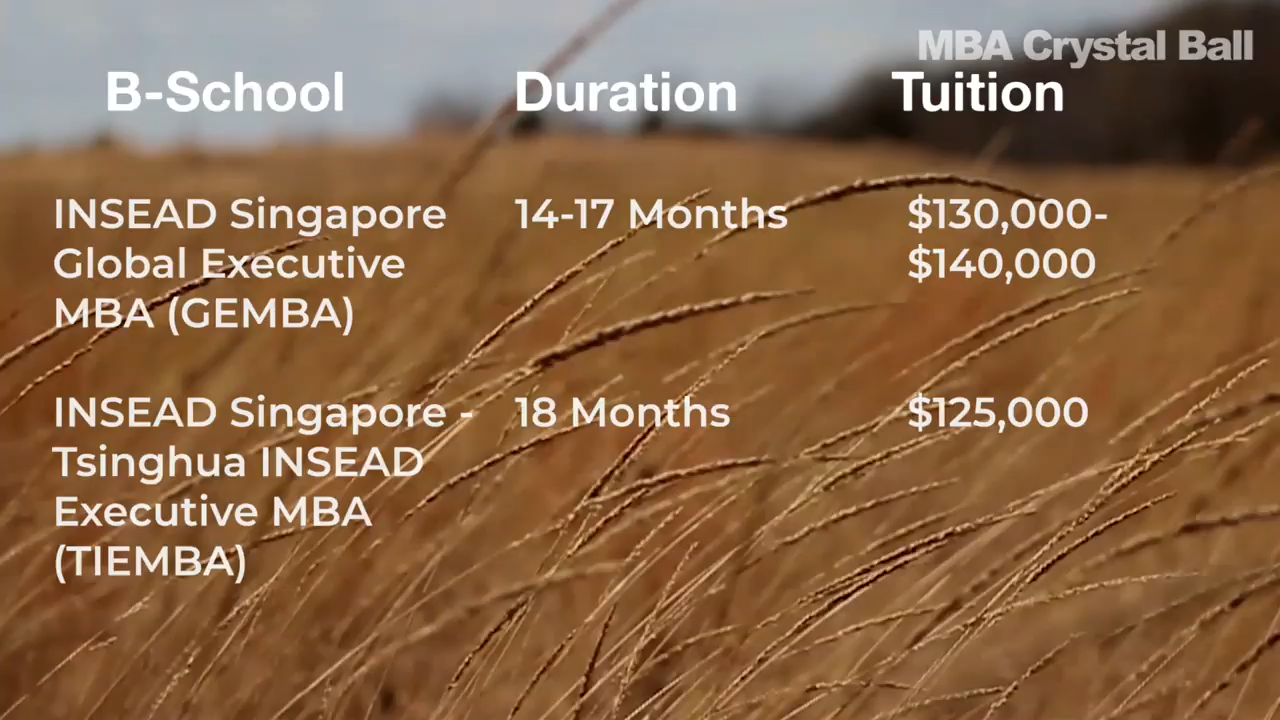 MBA Crystal Ball
B-School Duration Tuition
INSEAD Singapore 14-17 Months $130,000-
Global Executive $140,000
MBA (GEMBA)
INSEAD Singapore - 18 Months $125,000
Tsinghua INSEAD
Executive MBA
(TIEMBA)